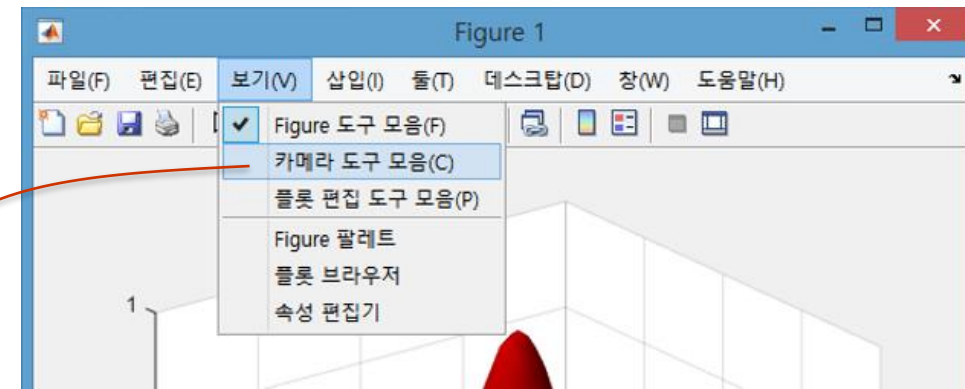 Figure 1
파일(F) 편집(E) 보기(V) 삽입(I) 툴(T) 데스크탑(D) 창(W) 도움말(H)
Figure 도구 모음(F)
카메라 도구 모음(C)
플롯 편집 도구 모음(P)
Figure 팔레트
플롯 브라우저
속성 편집기
1